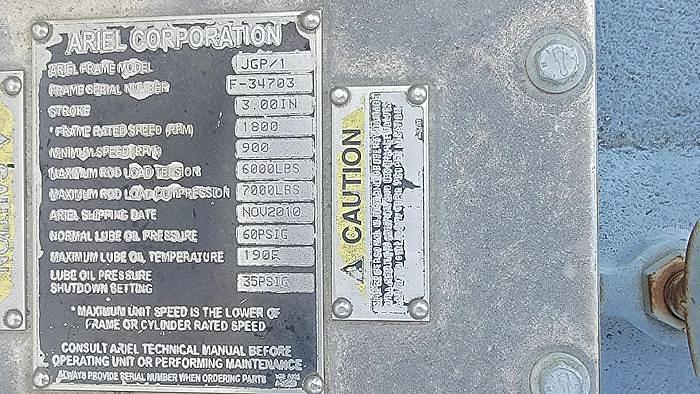 ARIEL CORPORATION
ARIEL FRAME MODEL JGP/1
FRAME SERIAL NUMBER F-34703
STROKE 3.00IN
* FRAME RATED SPEED (RPM) 1800
MINIMUM SPEED (RPM) 900
MAXIMUM ROD LOAD TENSION 6000LBS
MAXIMUM ROD LOAD COMPRESSION 7000LBS
ARIEL SHIPPING DATE NOV2010
NORMAL LUBE OIL PRESSURE 60PSIG
MAXIMUM LUBE OIL TEMPERATURE 190F
LUBE OIL PRESSURE
SHUTDOWN SETTING 35PSIG
* MAXIMUM UNIT SPEED IS THE LOWER OF
FRAME OR CYLINDER RATED SPEED
CONSULT ARIEL TECHNICAL MANUAL BEFORE
OPERATING UNIT OR PERFORMING MAINTENANCE
ALWAYS PROVIDE SERIAL NUMBER WHEN ORDERING PARTS
CAUTION
CAUTION